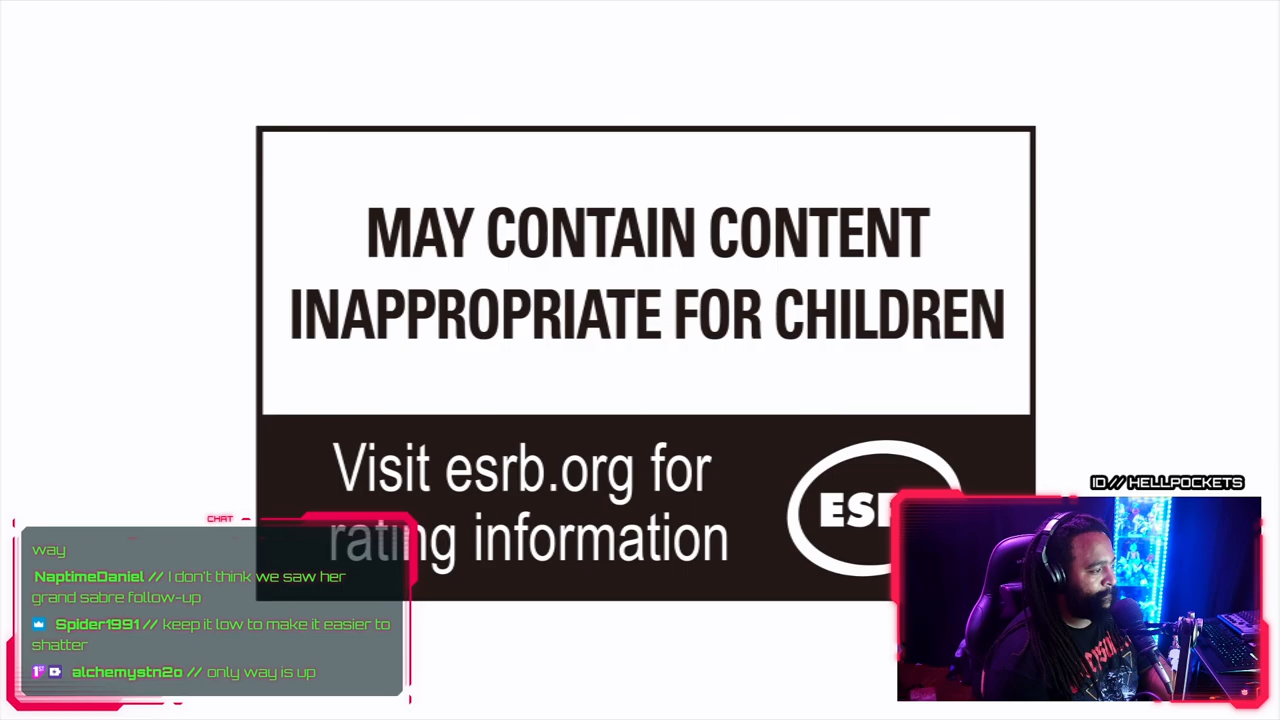 MAY CONTAIN CONTENT
INAPPROPRIATE FOR CHILDREN
Visit esrb.org for
rating information
ID // HELLPOCKETS
CHAT
way
NaptimeDaniel // I don't think we saw her
grand sabre follow-up
Spider1991 // keep it low to make it easier to
shatter
alchemystn2o // only way is up